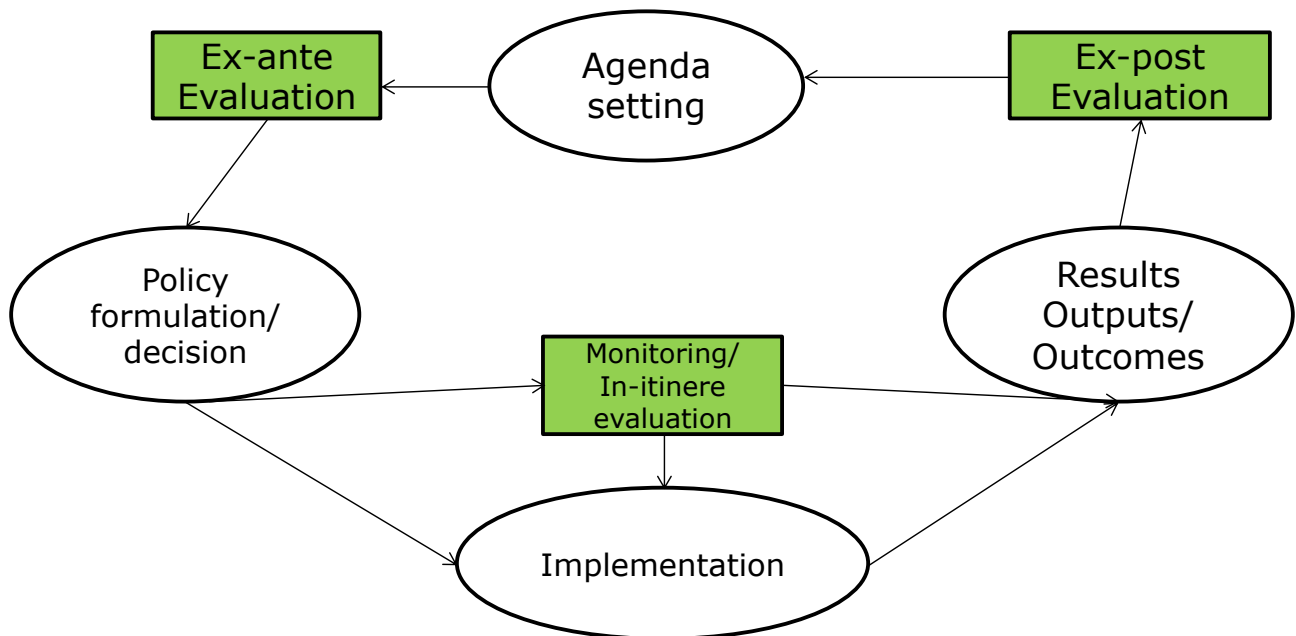 Ex-ante
Evaluation
Agenda
setting
Ex-post
Evaluation
Policy
formulation/
decision
Monitoring/
In-itinere
evaluation
Results
Outputs/
Outcomes
Implementation